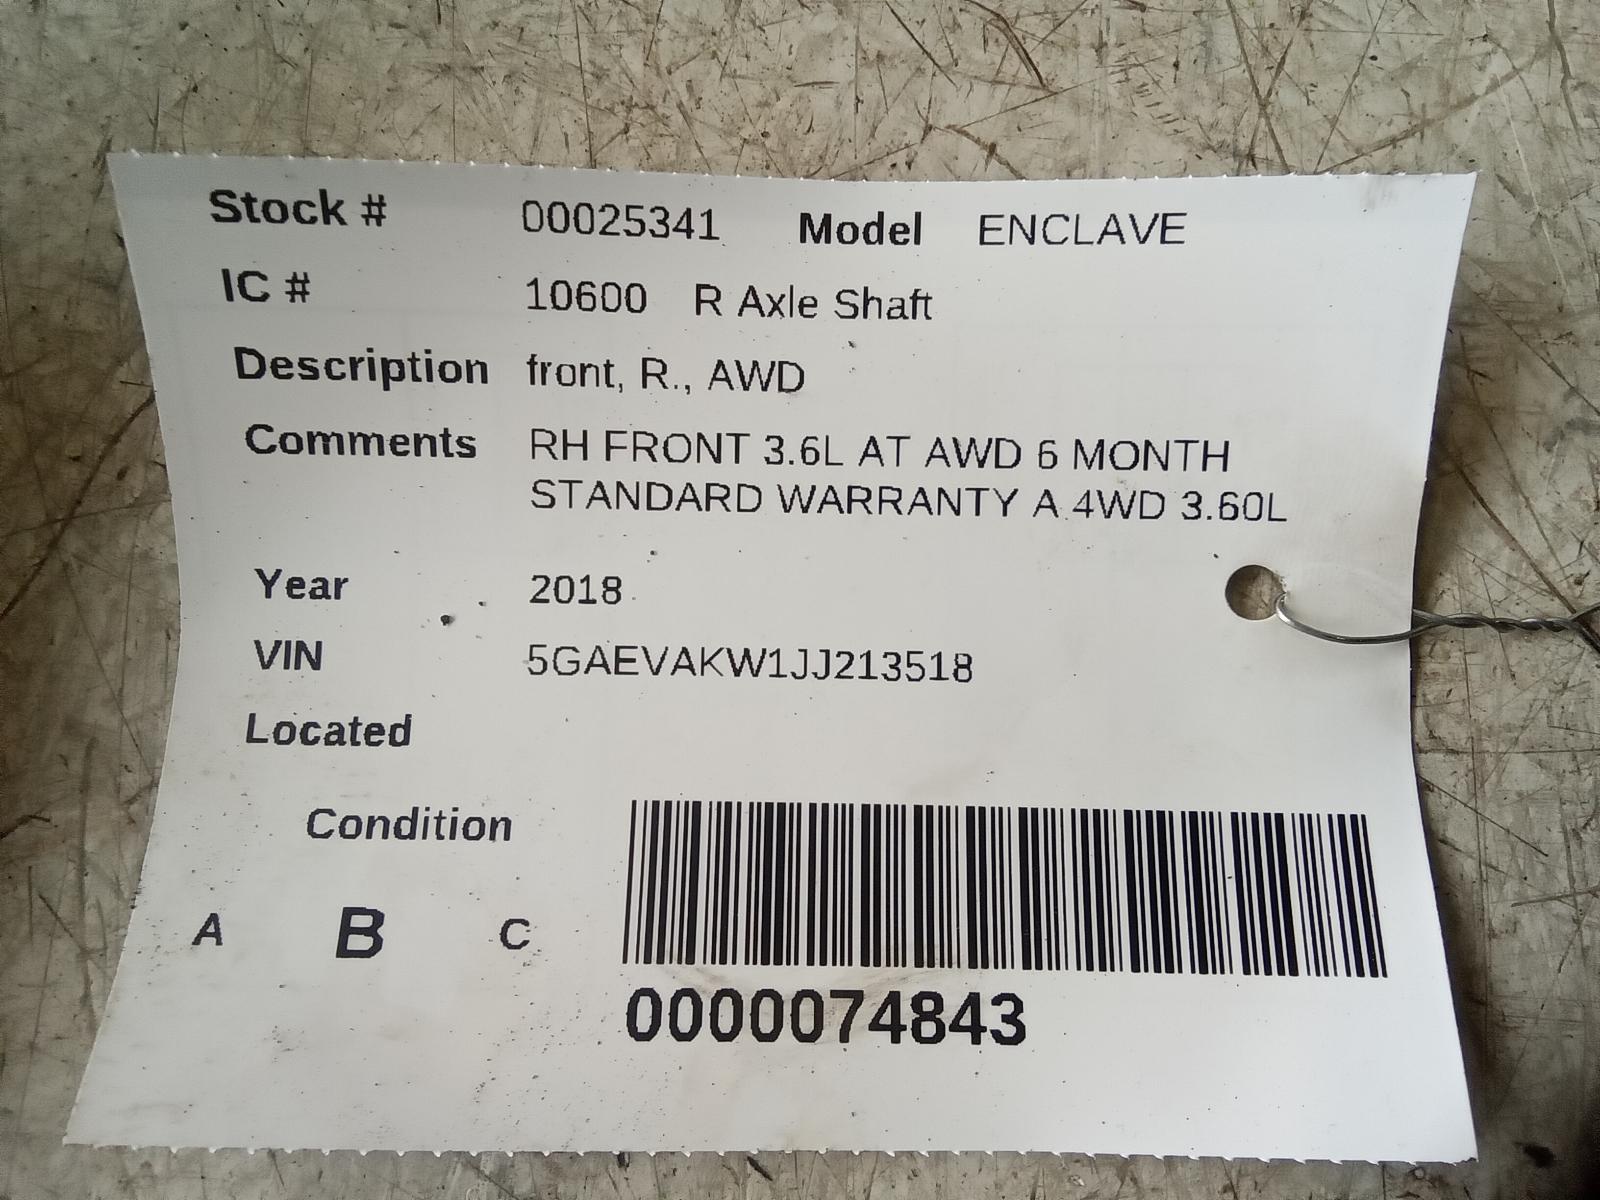 Stock # 00025341 Model ENCLAVE
IC # 10600 R Axle Shaft
Description front, R., AWD
Comments RH FRONT 3.6L AT AWD 6 MONTH
STANDARD WARRANTY A 4WD 3.60L
Year 2018
VIN 5GAEVAKW1JJ213518
Located
Condition
A B C
0000074843